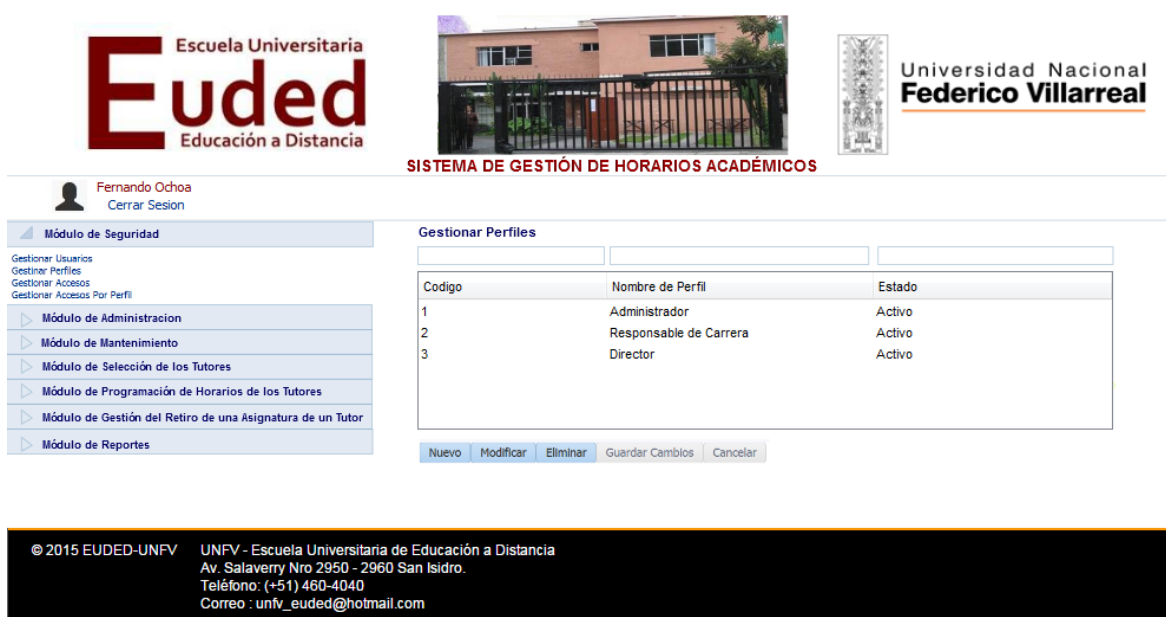 Escuela Universitaria
Euded
Educación a Distancia
Universidad Nacional
Federico Villarreal
SISTEMA DE GESTIÓN DE HORARIOS ACADÉMICOS
Fernando Ochoa
Cerrar Sesion
Módulo de Seguridad
Gestionar Usuarios
Gestinar Perfiles
Gestionar Accesos
Gestionar Accesos Por Perfil
Módulo de Administracion
Módulo de Mantenimiento
Módulo de Selección de los Tutores
Módulo de Programación de Horarios de los Tutores
Módulo de Gestión del Retiro de una Asignatura de un Tutor
Módulo de Reportes
Gestionar Perfiles
Codigo Nombre de Perfil Estado
1 Administrador Activo
2 Responsable de Carrera Activo
3 Director Activo
Nuevo Modificar Eliminar Guardar Cambios Cancelar
© 2015 EUDED-UNFV UNFV - Escuela Universitaria de Educación a Distancia
Av. Salaverry Nro 2950 - 2960 San Isidro.
Teléfono: (+51) 460-4040
Correo : unfv_euded@hotmail.com